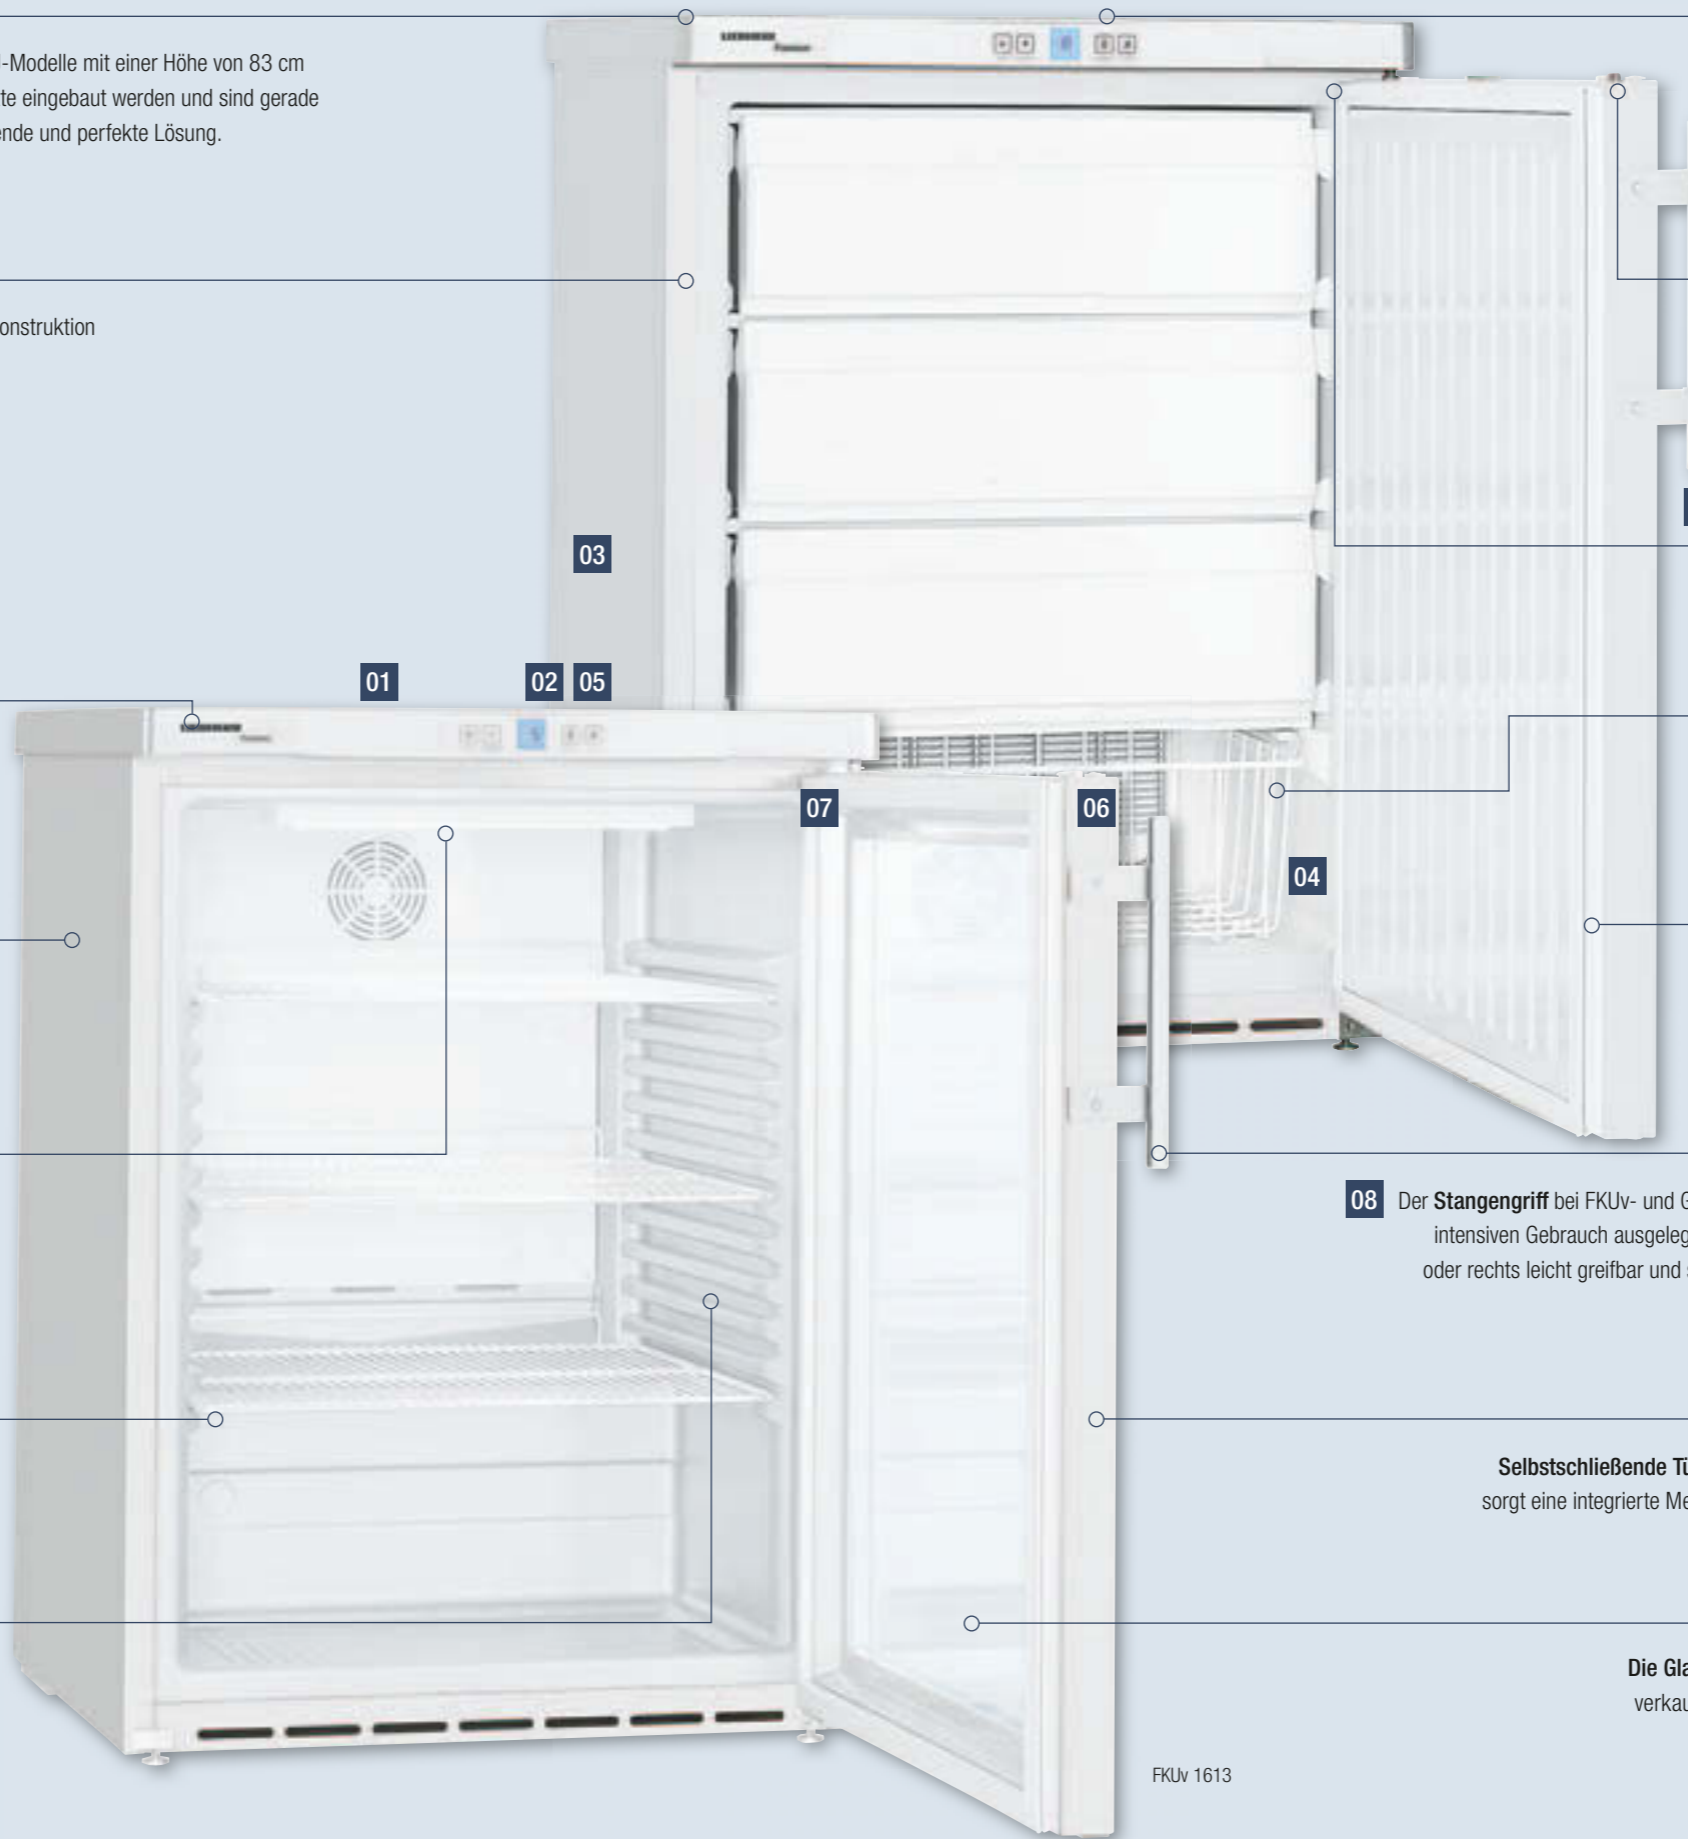 -Modelle mit einer Höhe von 83 cm
te eingebaut werden und sind gerade
ende und perfekte Lösung.
onstruktion
LIEBHERR
03
01
02 05
LIEBHERR
07
06
04
08 Der Stangengriff bei FKUv- und G
intensiven Gebrauch ausgeleg
oder rechts leicht greifbar und s
Selbstschließende Tü
sorgt eine integrierte Me
Die Gla
verkau
FKUv 1613